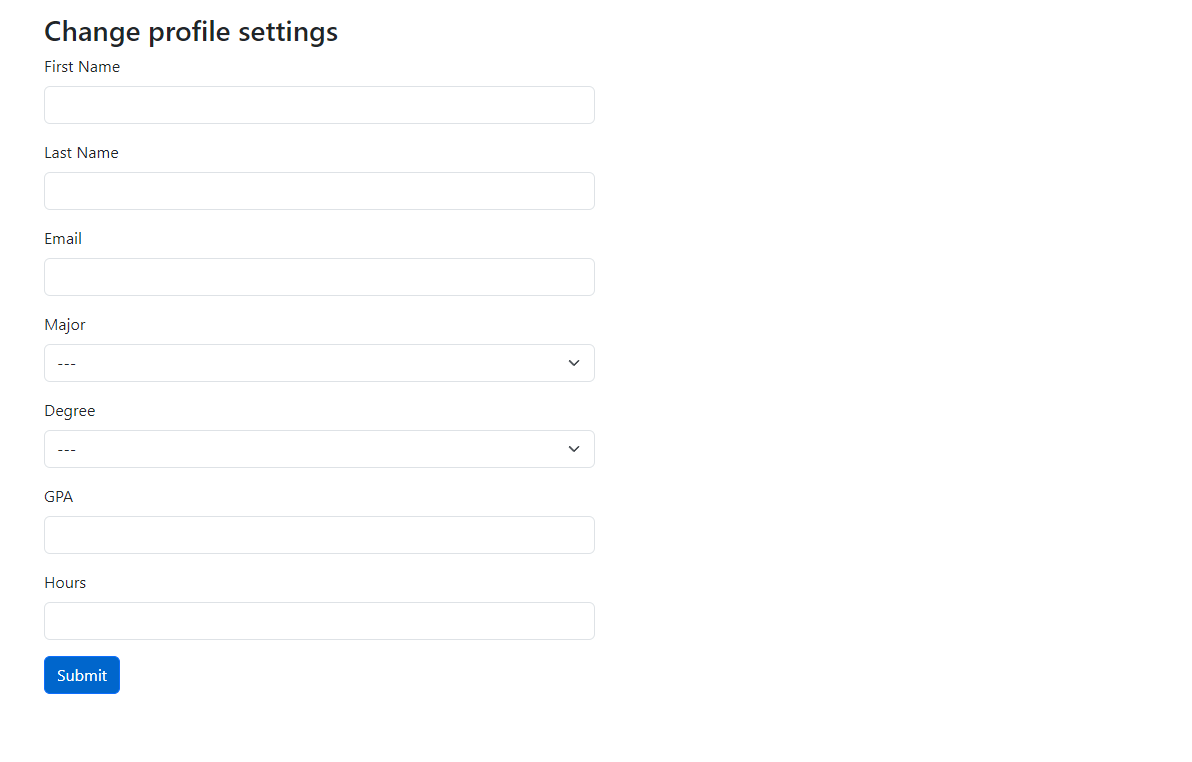 Change profile settings
First Name
Last Name
Email
Major
---
Degree
---
GPA
Hours
Submit